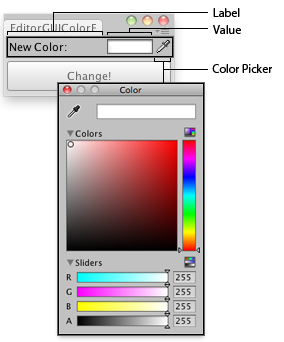 Label
EditorGUIColorF
Value
New Color:
Color Picker
Change!
Color
Colors
Sliders
R 255
G 255
B 255
A 255